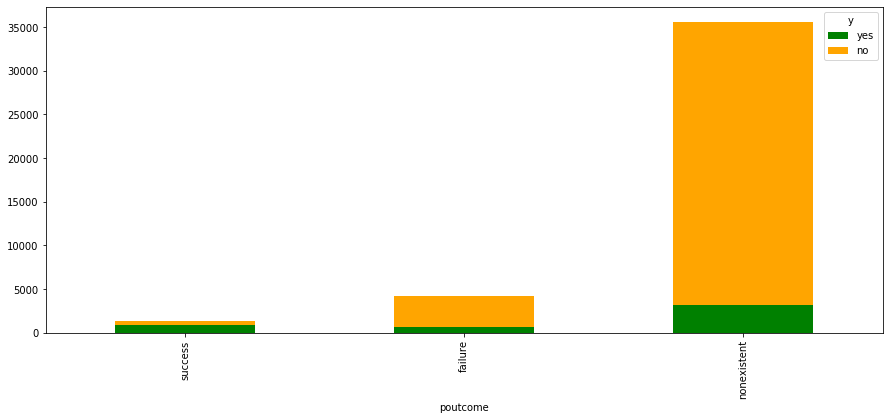 35000
30000
25000
20000
15000
10000
5000
0
y
yes
no
success
failure
nonexistent
poutcome